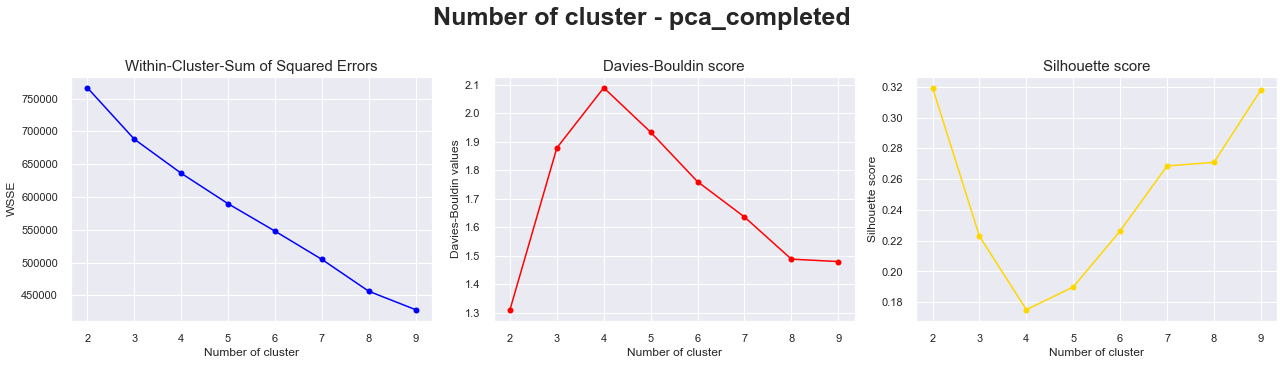 Number of cluster - pca_completed
Within-Cluster-Sum of Squared Errors
WSSE
750000
700000
650000
600000
550000
500000
450000
2 3 4 5 6 7 8 9
Number of cluster
Davies-Bouldin score
Davies-Bouldin values
2.1
2.0
1.9
1.8
1.7
1.6
1.5
1.4
1.3
2 3 4 5 6 7 8 9
Number of cluster
Silhouette score
Silhouette score
0.32
0.30
0.28
0.26
0.24
0.22
0.20
0.18
2 3 4 5 6 7 8 9
Number of cluster